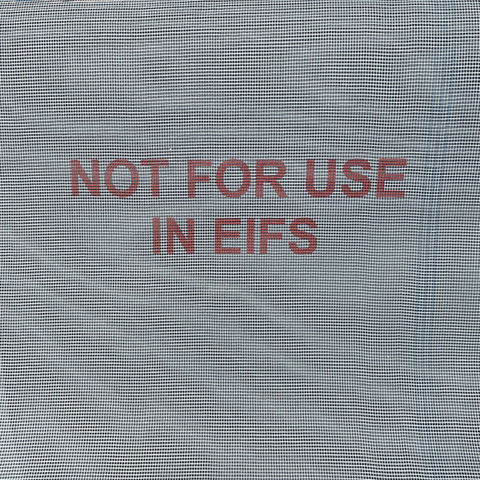 NOT FOR USE
IN EIFS